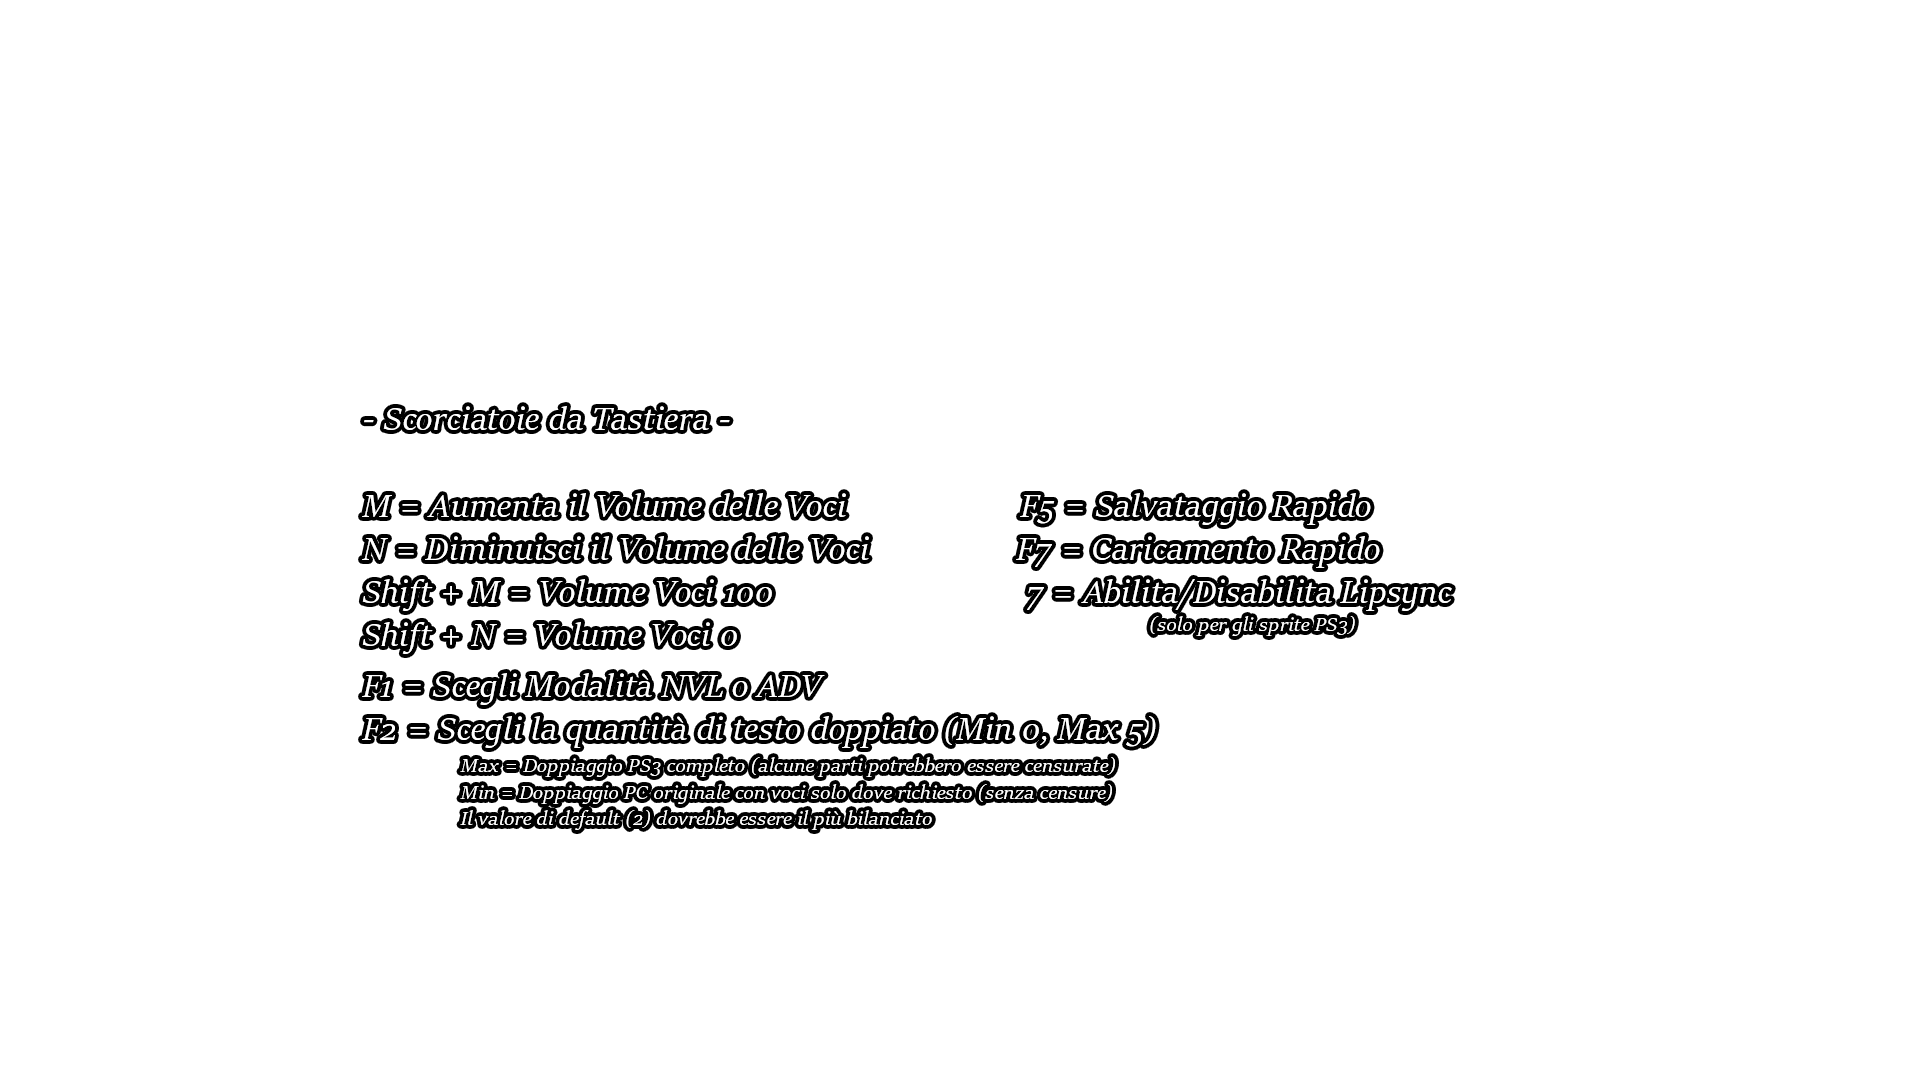 - Scorciatoie da Tastiera -
M = Aumenta il Volume delle Voci
N = Diminuisci il Volume delle Voci
Shift + M = Volume Voci 100
Shift + N = Volume Voci 0
F1 = Scegli Modalità NVL o ADV
F2 = Scegli la quantità di testo doppiato (Min 0, Max 5)
Max = Doppiaggio PS3 completo (alcune parti potrebbero essere censurate)
Min = Doppiaggio PC originale con voci solo dove richiesto (senza censure)
Il valore di default (2) dovrebbe essere il più bilanciato
F5 = Salvataggio Rapido
F7 = Caricamento Rapido
7 = Abilita/Disabilita Lipsync
(solo per gli sprite PS3)